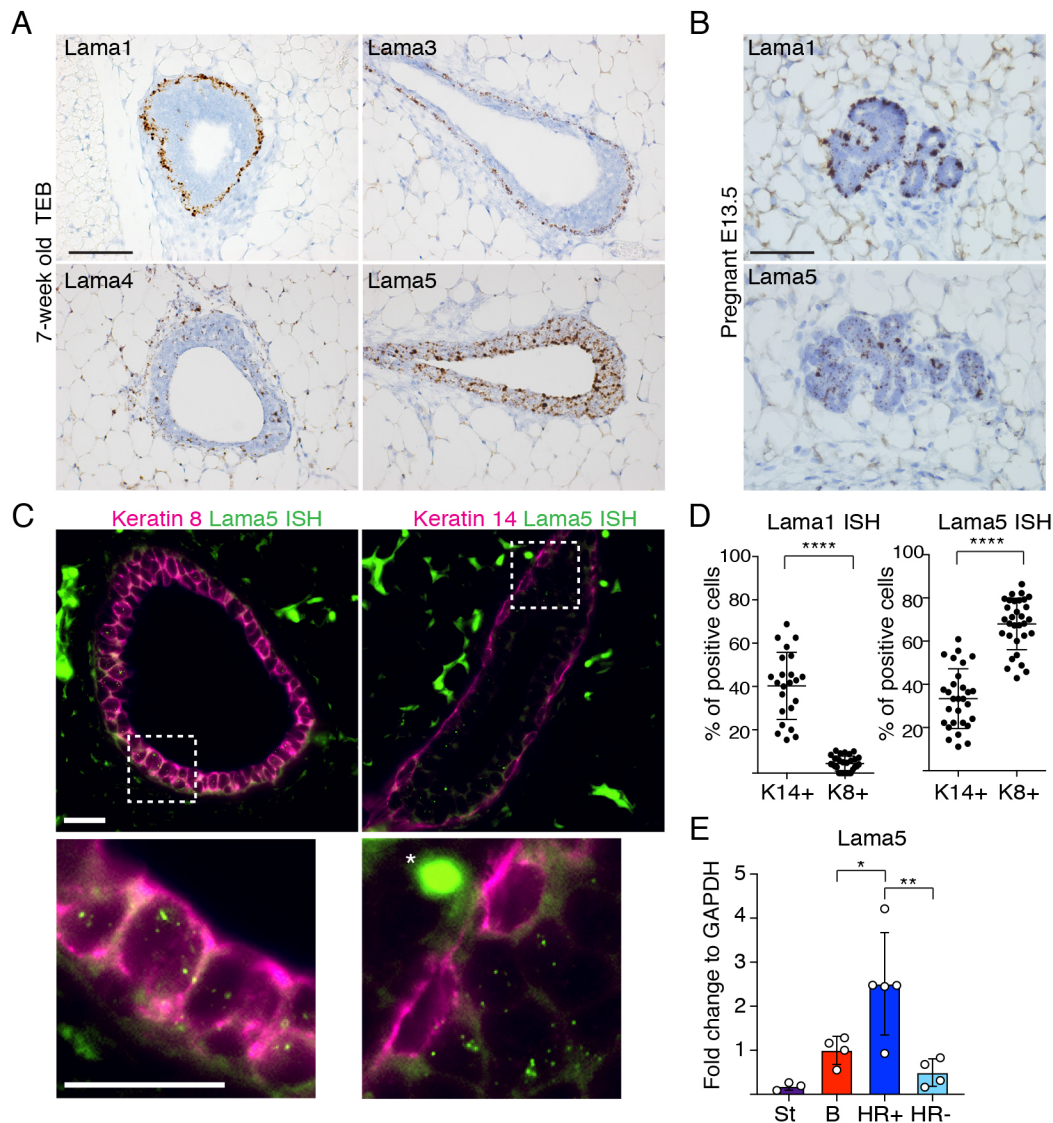 A
Lama1
Lama3
Lama4
Lama5
7-week old TEB
B
Lama1
Lama5
Pregnant E13.5
C
Keratin 8 Lama5 ISH
Keratin 14 Lama5 ISH
*
D
Lama1 ISH
****
100
80
60
40
20
% of positive cells
K14+ K8+
Lama5 ISH
****
100
80
60
40
20
% of positive cells
K14+ K8+
E
Lama5
*
**
5
4
3
2
1
Fold change to GAPDH
St B HR+ HR-